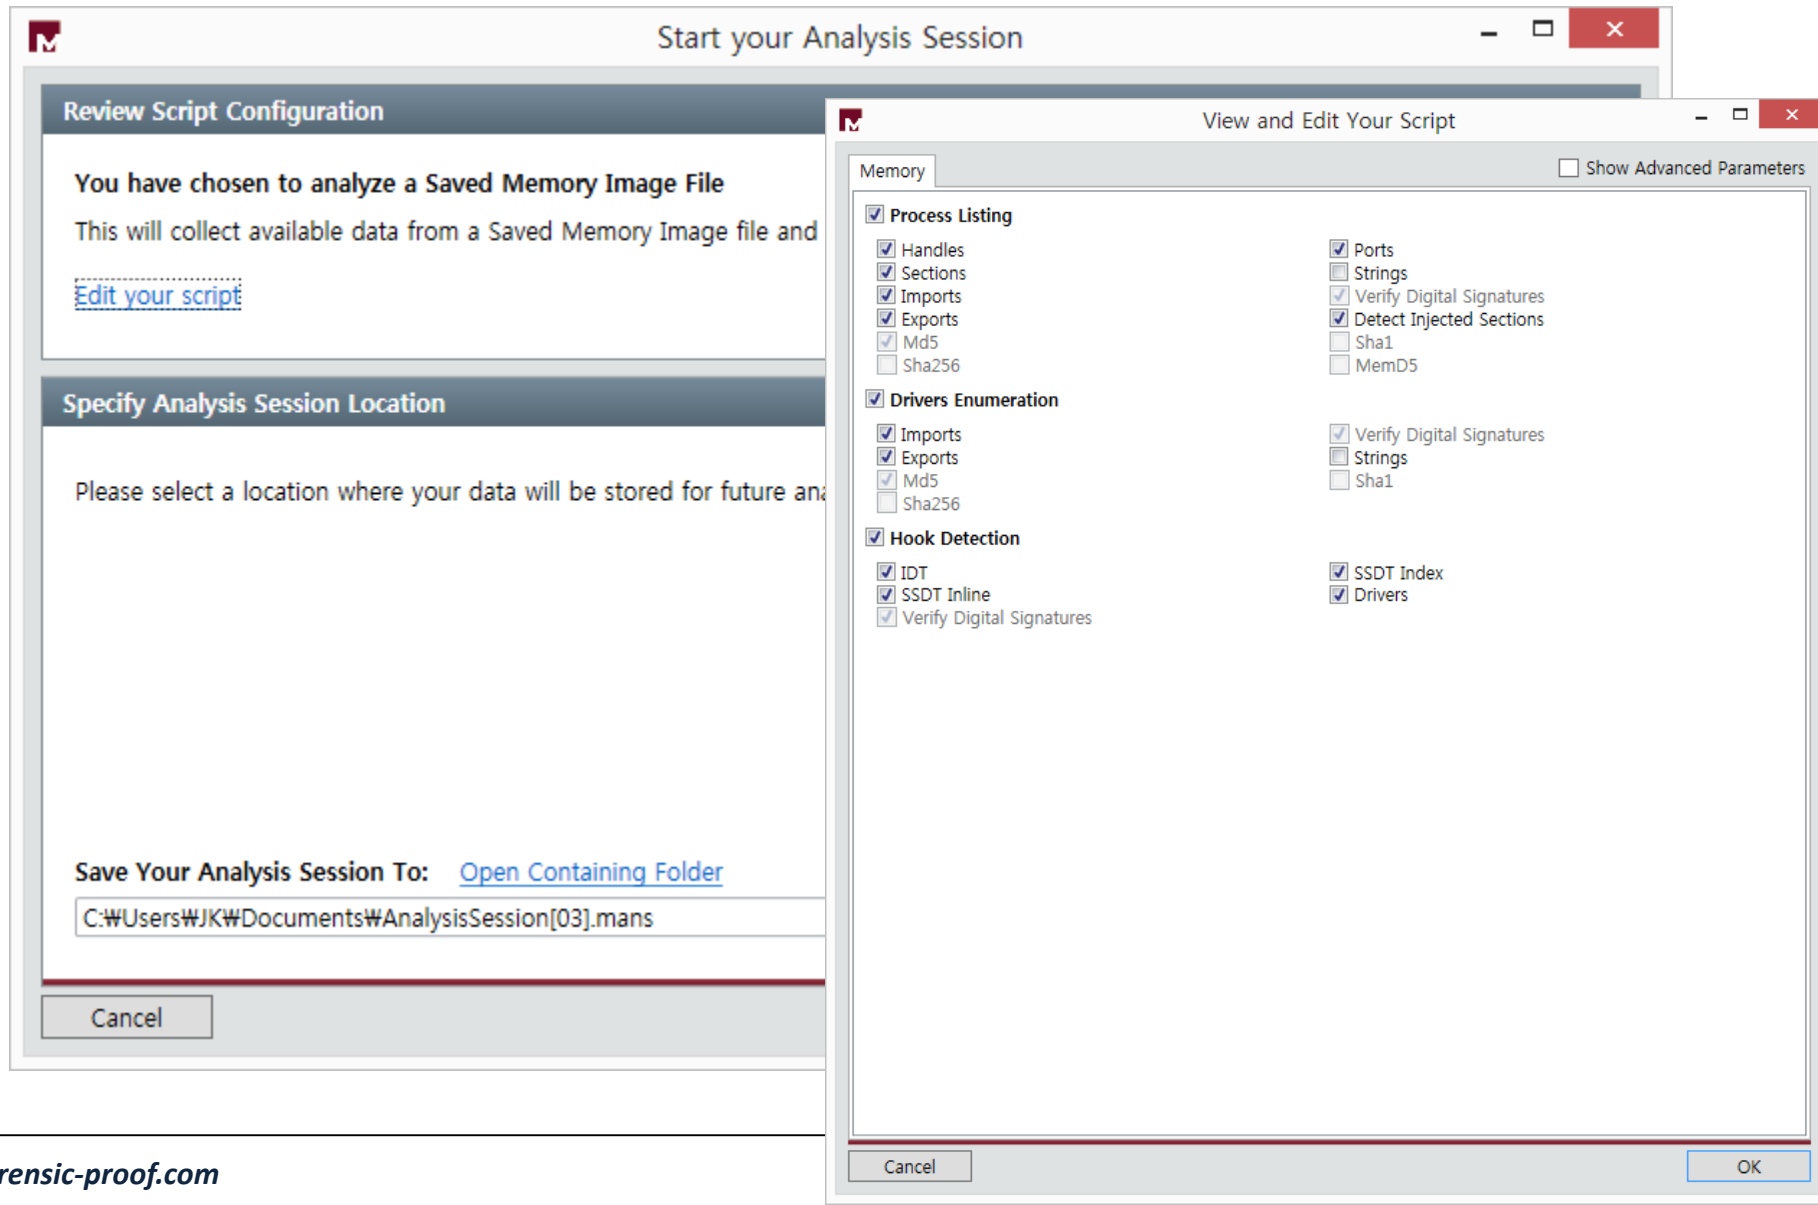 Start your Analysis Session
Review Script Configuration
You have chosen to analyze a Saved Memory Image File
This will collect available data from a Saved Memory Image file and
Edit your script
Specify Analysis Session Location
Please select a location where your data will be stored for future
Save Your Analysis Session To: Open Containing Folder
C:₩Users₩JK₩Documents₩AnalysisSession[03].mans
Cancel
View and Edit Your Script
Memory
Show Advanced Parameters
Process Listing
Handles Ports
Sections Strings
Imports Verify Digital Signatures
Exports Detect Injected Sections
Md5 Sha1
Sha256 MemD5
Drivers Enumeration
Imports Verify Digital Signatures
Exports Strings
Md5 Sha1
Sha256
Hook Detection
IDT SSDT Index
SSDT Inline Drivers
Verify Digital Signatures
Cancel OK
rensic-proof.com